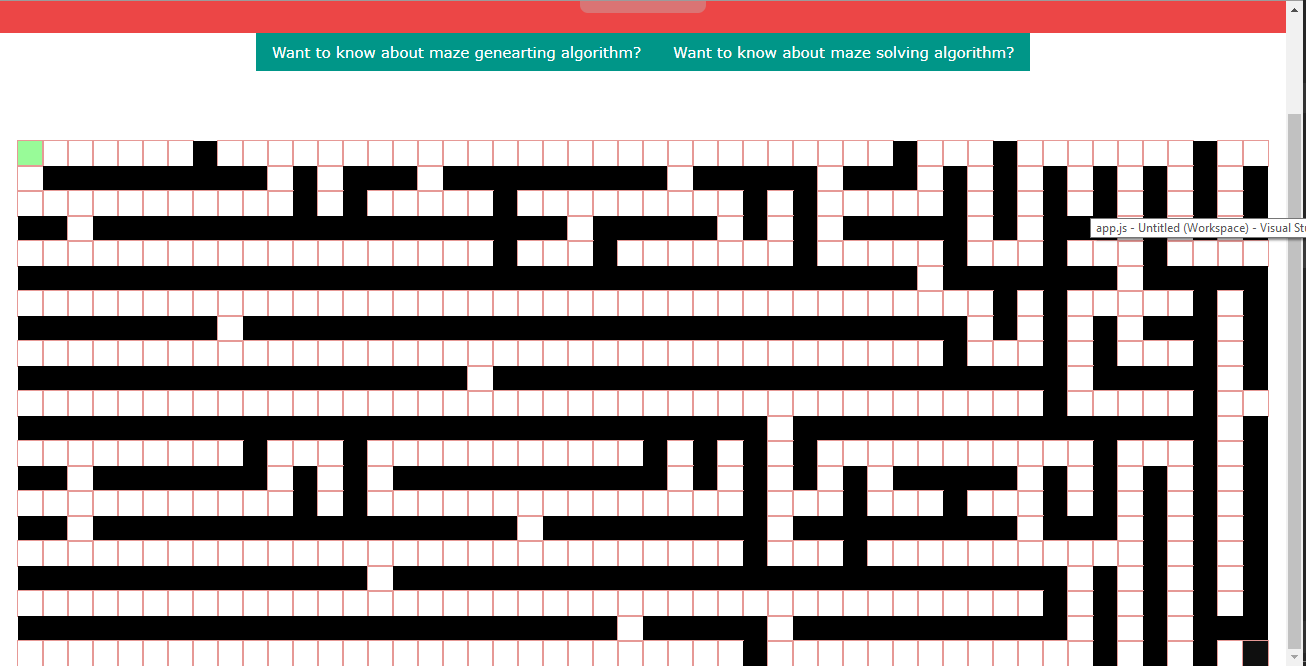 Want to know about maze genearting algorithm?
Want to know about maze solving algorithm?
app.js - Untitled (Workspace) - Visual